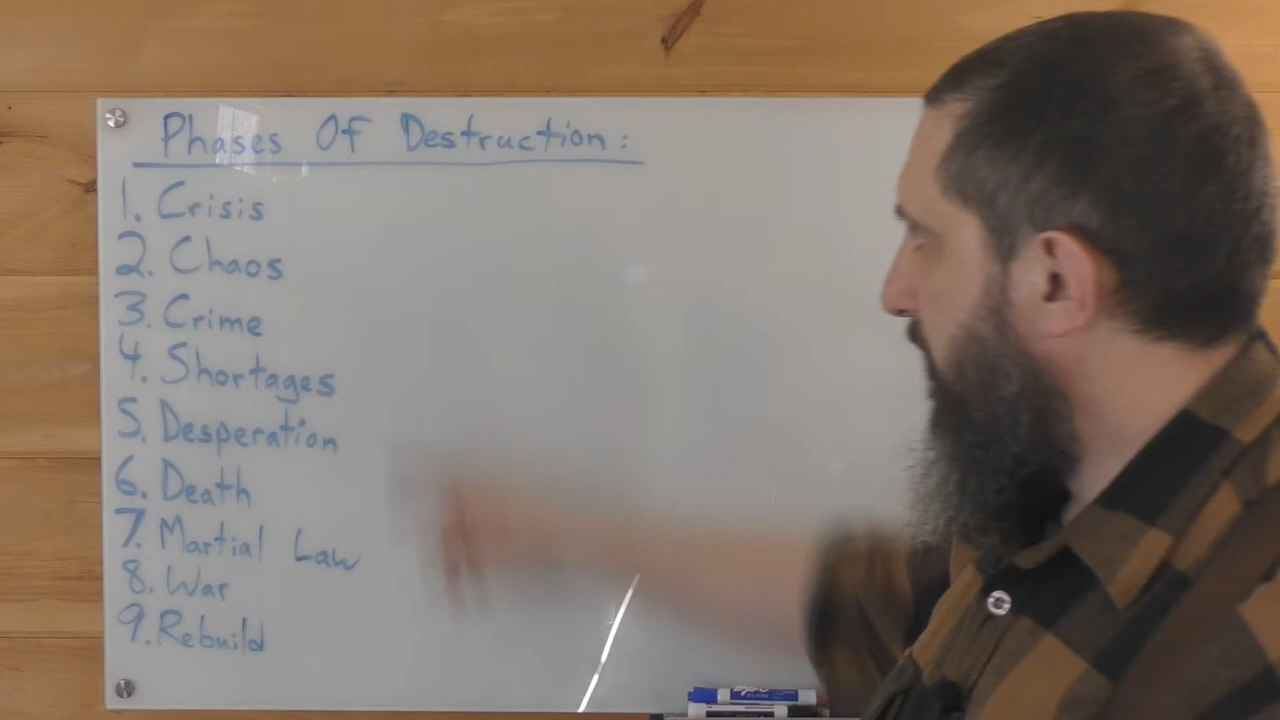 Phases Of Destruction:
1. Crisis
2. Chaos
3. Crime
4. Shortages
5. Desperation
6. Death
7. Martial Law
8. War
9. Rebuild